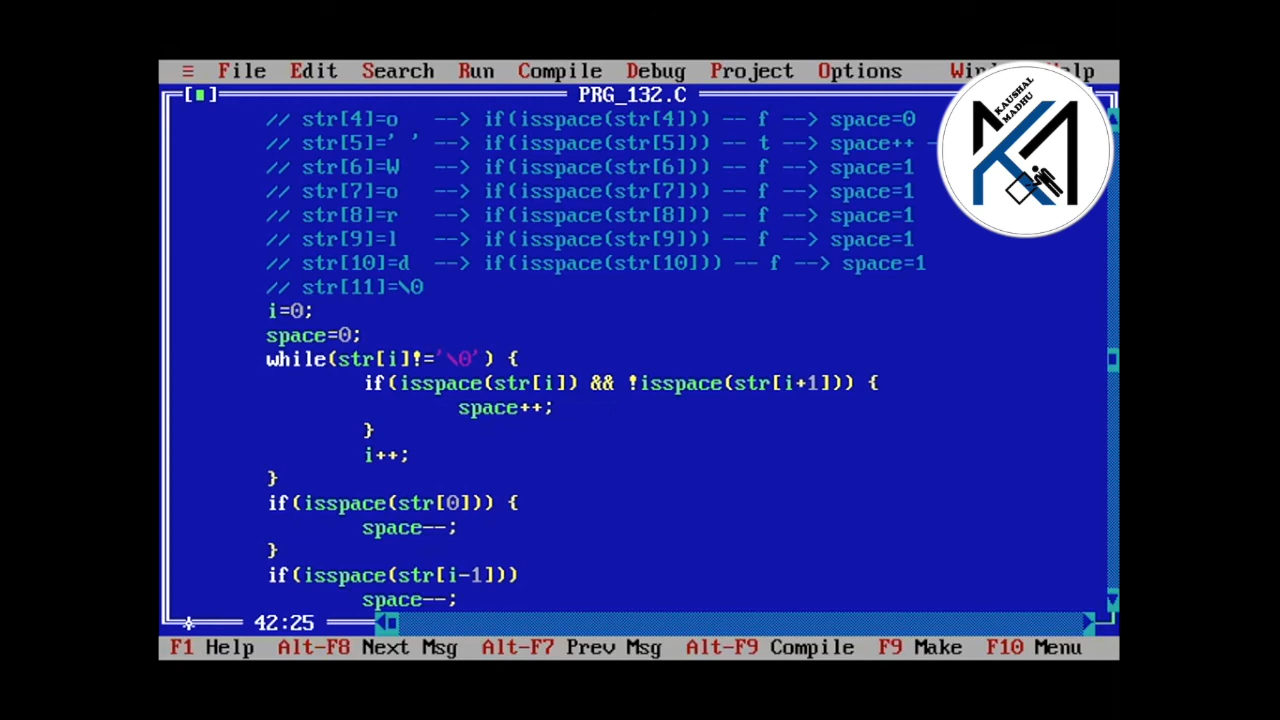 ≡ File Edit Search Run Compile Debug Project Options
KAUSHAL
MADHU
[■] PRG_132.C
// str[4]=o --> if(isspace(str[4])) -- f --> space=0
// str[5]=' ' --> if(isspace(str[5])) -- t --> space++
// str[6]=W --> if(isspace(str[6])) -- f --> space=1
// str[7]=o --> if(isspace(str[7])) -- f --> space=1
// str[8]=r --> if(isspace(str[8])) -- f --> space=1
// str[9]=l --> if(isspace(str[9])) -- f --> space=1
// str[10]=d --> if(isspace(str[10])) -- f --> space=1
// str[11]=\0
i=0;
space=0;
while(str[i]!='\0') {
if(isspace(str[i]) && !isspace(str[i+1])) {
space++;
}
i++;
}
if(isspace(str[0])) {
space--;
}
if(isspace(str[i-1]))
space--;
42:25
F1 Help Alt-F8 Next Msg Alt-F7 Prev Msg Alt-F9 Compile F9 Make F10 Menu